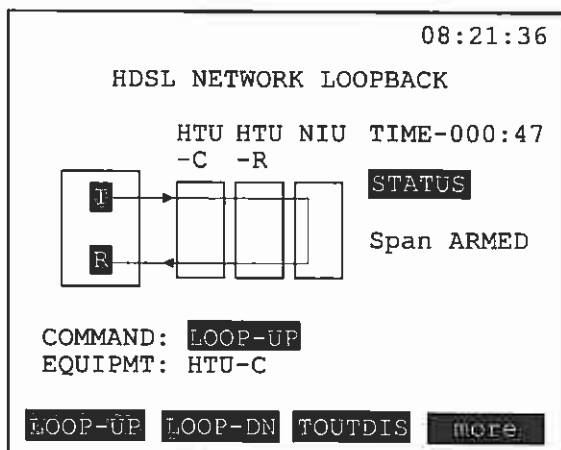 08:21:36
HDSL NETWORK LOOPBACK
HTU HTU NIU TIME-000:47
-C -R
STATUS
T
R
Span ARMED
COMMAND: LOOP-UP
EQUIPMT: HTU-C
LOOP-UP LOOP-DN TOUTDIS more